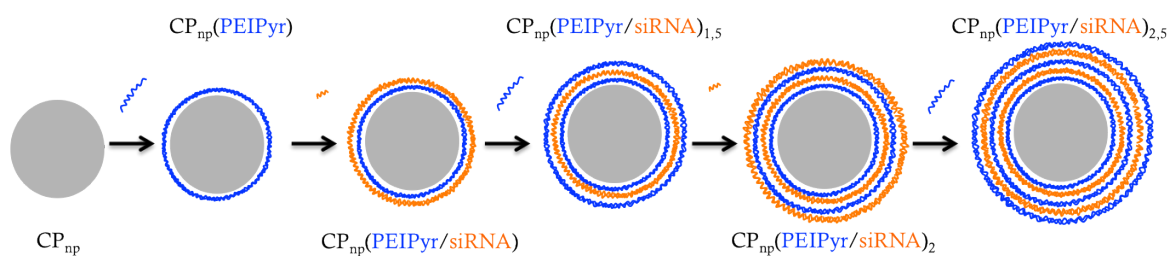 CPnp(PEIPyr)
CPnp(PEIPyr/siRNA)1,5
CPnp(PEIPyr/siRNA)2,5
CPnp
CPnp(PEIPyr/siRNA)
CPnp(PEIPyr/siRNA)2